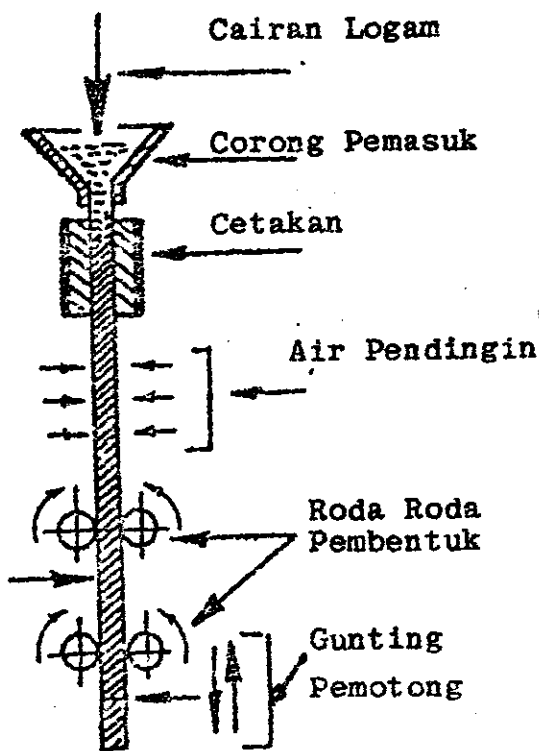 Cairan Logam
Corong Pemasuk
Cetakan
Air Pendingin
Roda Roda
Pembentuk
Gunting
Pemotong